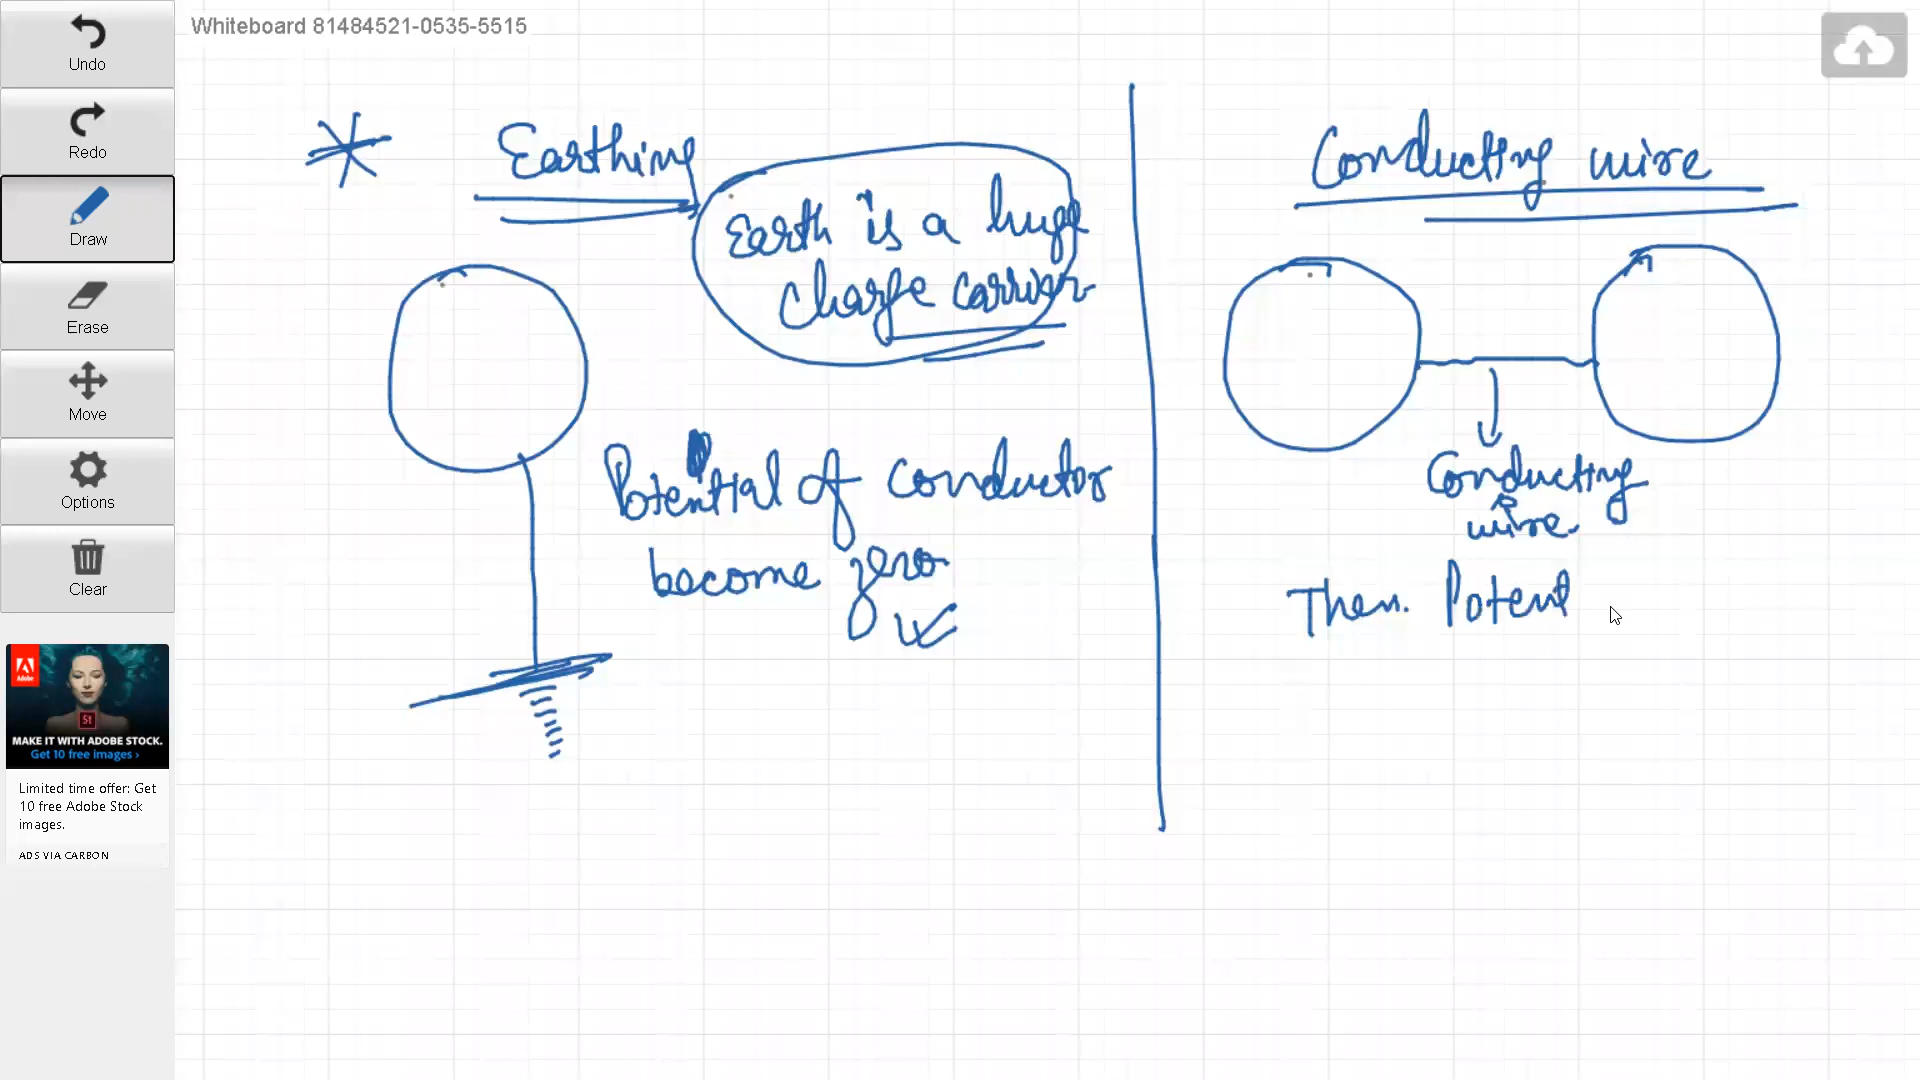 Whiteboard 81484521-0535-5515
Undo
Redo
Draw
Erase
Move
Options
Clear
Adobe
St
MAKE IT WITH ADOBE STOCK.
Get 10 free images ›
Limited time offer: Get
10 free Adobe Stock
images.
ADS VIA CARBON
Earthing
Earth is a huge
charge carrier
Potential of conductor
become zero
Conducting wire
Conducting
wire
Then. Potent